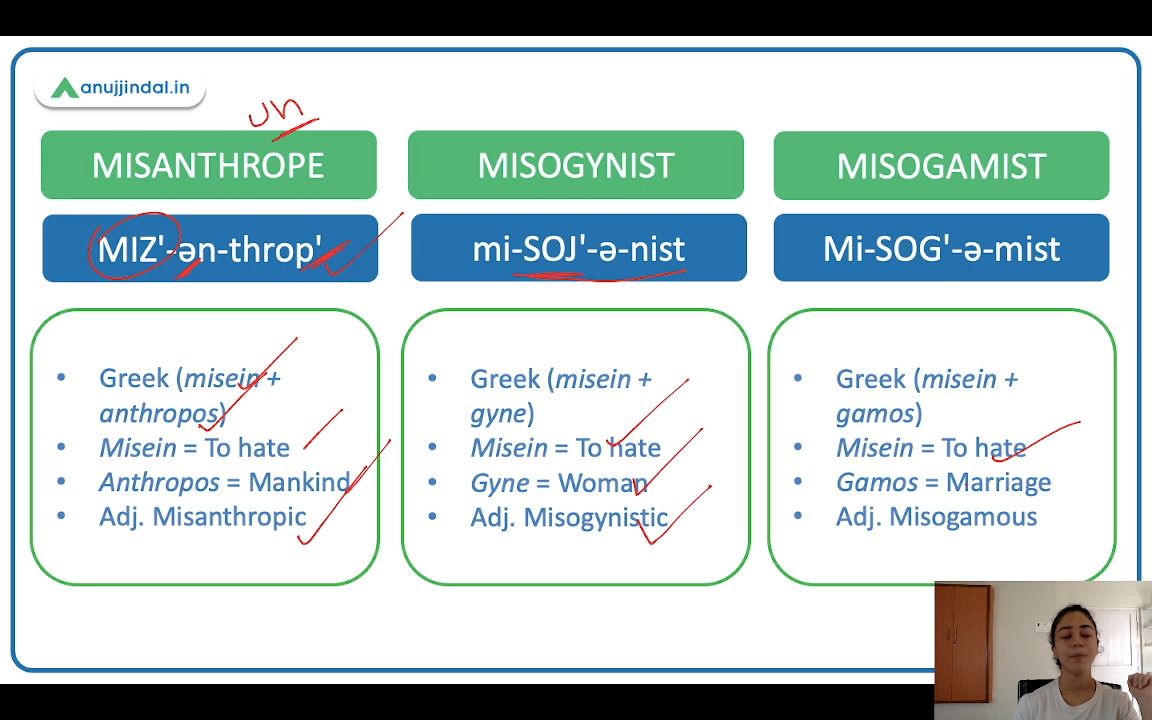 anujjindal.in
un
MISANTHROPE
MISOGYNIST
MISOGAMIST
MIZ'-ən-throp'
mi-SOJ'-ə-nist
Mi-SOG'-ə-mist
• Greek (misein +
anthropos)
• Misein = To hate
• Anthropos = Mankind
• Adj. Misanthropic
• Greek (misein +
gyne)
• Misein = To hate
• Gyne = Woman
• Adj. Misogynistic
• Greek (misein +
gamos)
• Misein = To hate
• Gamos = Marriage
• Adj. Misogamous